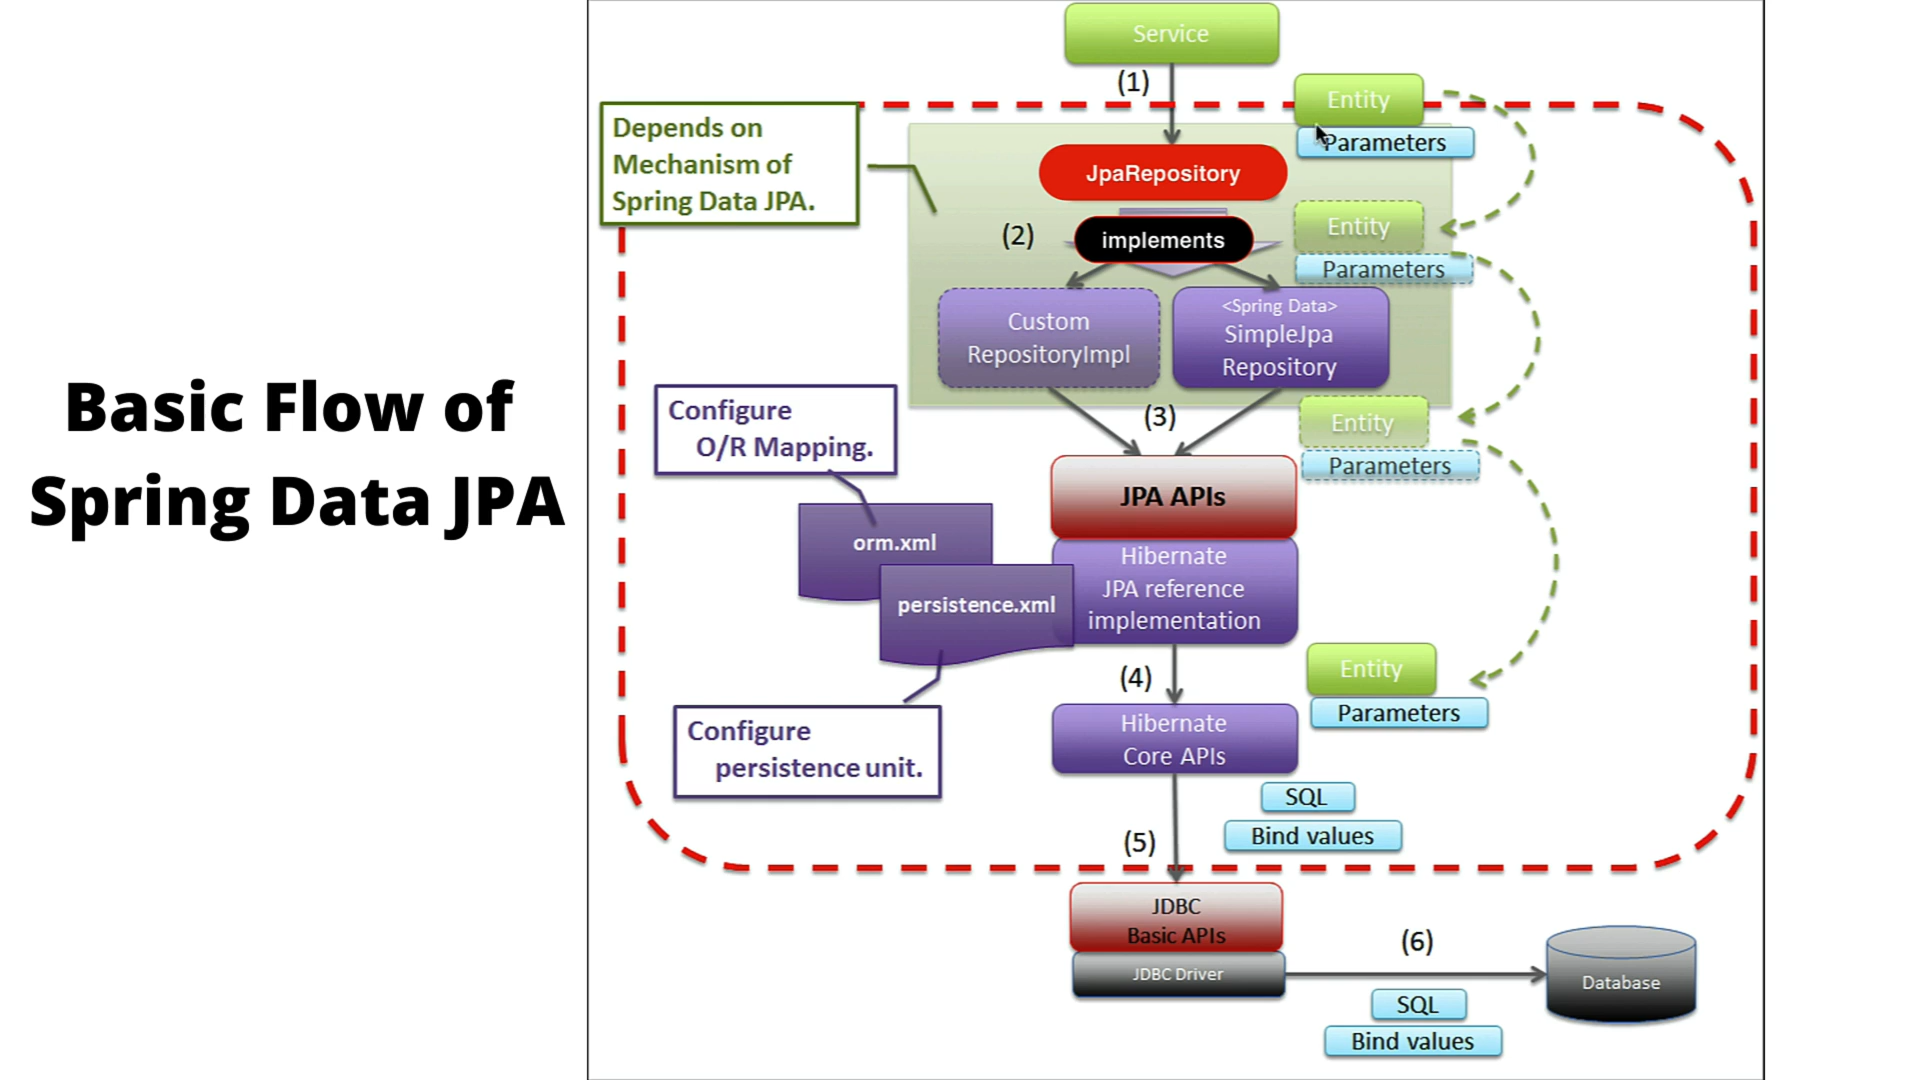 Basic Flow of
Spring Data JPA
Service
(1)
Entity
Parameters
Depends on
Mechanism of
Spring Data JPA.
JpaRepository
(2)
implements
Entity
Parameters
Custom
RepositoryImpl
<Spring Data>
SimpleJpa
Repository
(3)
Entity
Parameters
Configure
O/R Mapping.
JPA APIs
orm.xml
Hibernate
JPA reference
implementation
persistence.xml
(4)
Entity
Parameters
Configure
persistence unit.
Hibernate
Core APIs
SQL
Bind values
(5)
JDBC
Basic APIs
JDBC Driver
(6)
Database
SQL
Bind values